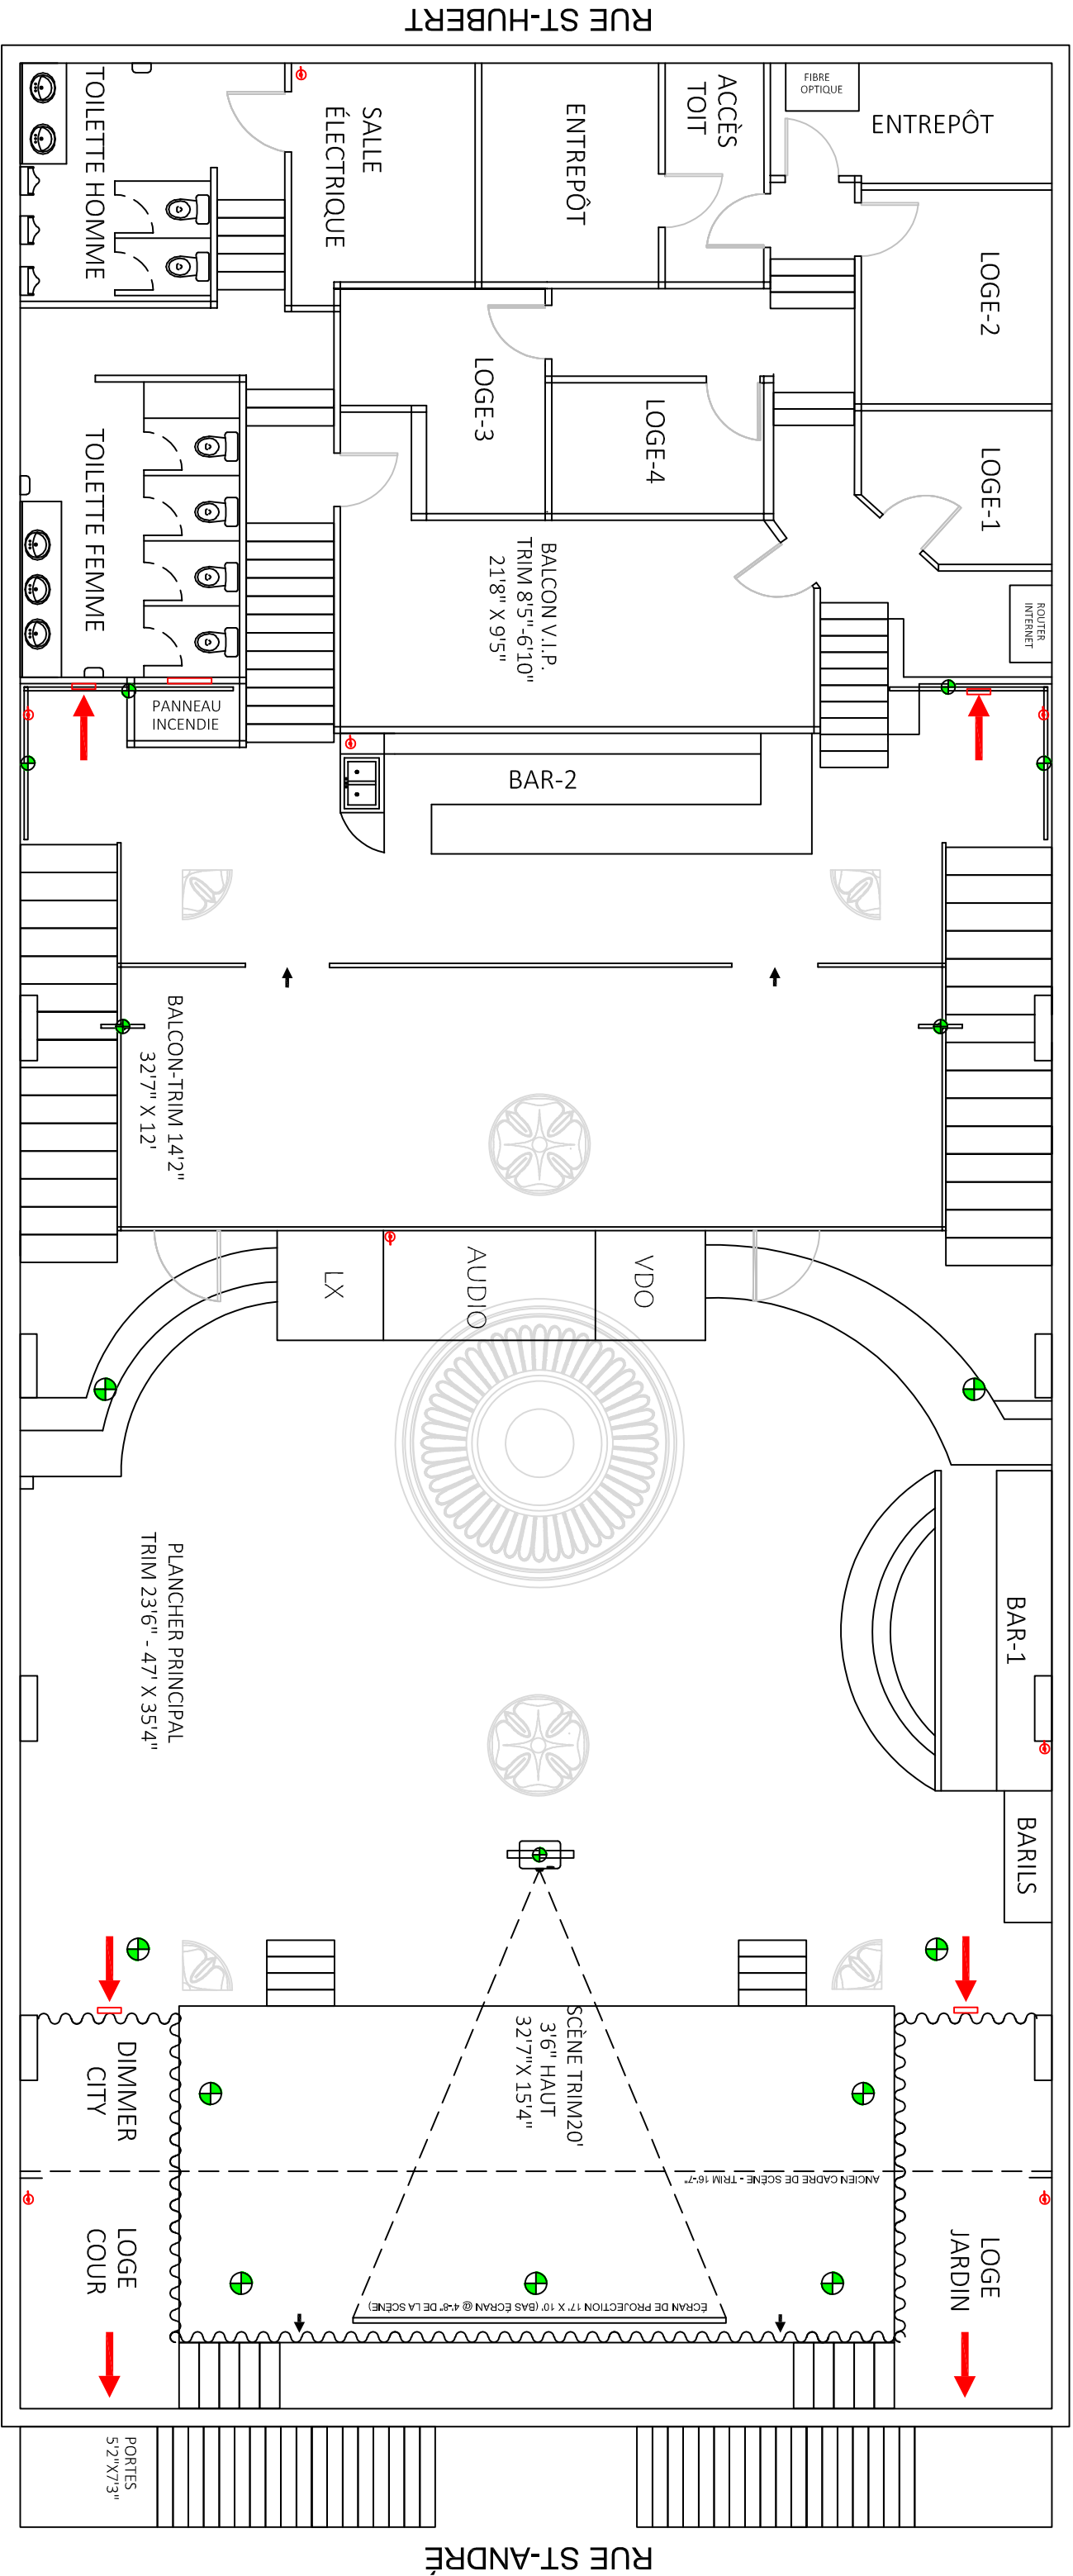 RUE ST-HUBERT
FIBRE
OPTIQUE
ENTREPÔT
ACCÈS
TOIT
ENTREPÔT
SALLE
ÉLECTRIQUE
TOILETTE HOMME
LOGE-2
LOGE-1
LOGE-3
LOGE-4
TOILETTE FEMME
ROUTER
INTERNET
BALCON V.I.P.
TRIM 8'5"-6'10"
21'8" X 9'5"
PANNEAU
INCENDIE
BAR-2
BALCON-TRIM 14'2"
32'7" X 12'
LX
AUDIO
VDO
PLANCHER PRINCIPAL
TRIM 23'6" - 47' X 35'4"
BAR-1
BARILS
SCÈNE TRIM20'
3'6" HAUT
32'7"X 15'4"
DIMMER
CITY
ANCIEN CADRE DE SCÈNE - TRIM 16'-7"
LOGE
COUR
LOGE
JARDIN
ÉCRAN DE PROJECTION 17' X 10' (BAS ÉCRAN @ 4'-8" DE LA SCÈNE)
PORTES
5'2"X7'3"
RUE ST-ANDRÉ